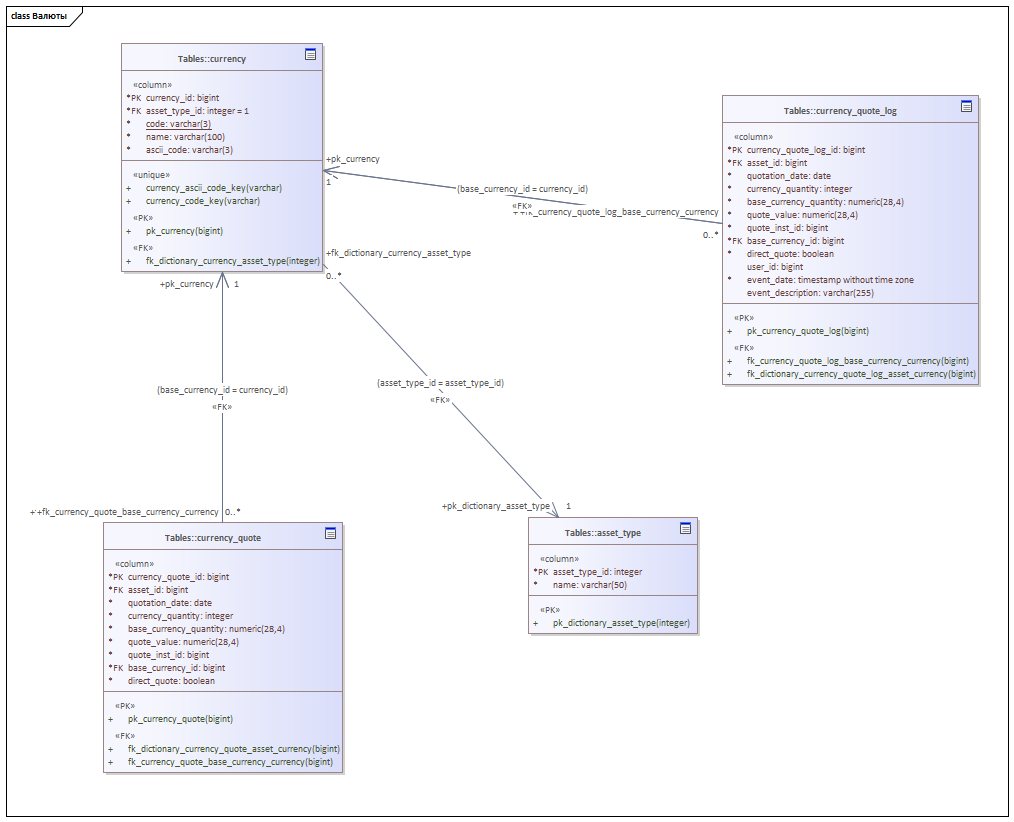 class Валюты
Tables::currency
«column»
*PK currency_id: bigint
*FK asset_type_id: integer = 1
* code: varchar(3)
* name: varchar(100)
* ascii_code: varchar(3)
«unique»
+ currency_ascii_code_key(varchar)
+ currency_code_key(varchar)
«PK»
+ pk_currency(bigint)
«FK»
+ fk_dictionary_currency_asset_type(integer)
Tables::currency_quote_log
«column»
*PK currency_quote_log_id: bigint
*FK asset_id: bigint
* quotation_date: date
* currency_quantity: integer
* base_currency_quantity: numeric(28,4)
* quote_value: numeric(28,4)
* quote_inst_id: bigint
*FK base_currency_id: bigint
* direct_quote: boolean
user_id: bigint
* event_date: timestamp without time zone
event_description: varchar(255)
«PK»
+ pk_currency_quote_log(bigint)
«FK»
+ fk_currency_quote_log_base_currency_currency(bigint)
+ fk_dictionary_currency_quote_log_asset_currency(bigint)
+pk_currency
1
(base_currency_id = currency_id)
«FK»
_currency_quote_log_base_currency_currency
0..*
+fk_dictionary_currency_asset_type
0..*
+pk_currency
1
(asset_type_id = asset_type_id)
«FK»
(base_currency_id = currency_id)
«FK»
+pk_dictionary_asset_type
1
+fk_currency_quote_base_currency_currency
0..*
Tables::currency_quote
«column»
*PK currency_quote_id: bigint
*FK asset_id: bigint
* quotation_date: date
* currency_quantity: integer
* base_currency_quantity: numeric(28,4)
* quote_value: numeric(28,4)
* quote_inst_id: bigint
*FK base_currency_id: bigint
* direct_quote: boolean
«PK»
+ pk_currency_quote(bigint)
«FK»
+ fk_dictionary_currency_quote_asset_currency(bigint)
+ fk_currency_quote_base_currency_currency(bigint)
Tables::asset_type
«column»
*PK asset_type_id: integer
* name: varchar(50)
«PK»
+ pk_dictionary_asset_type(integer)